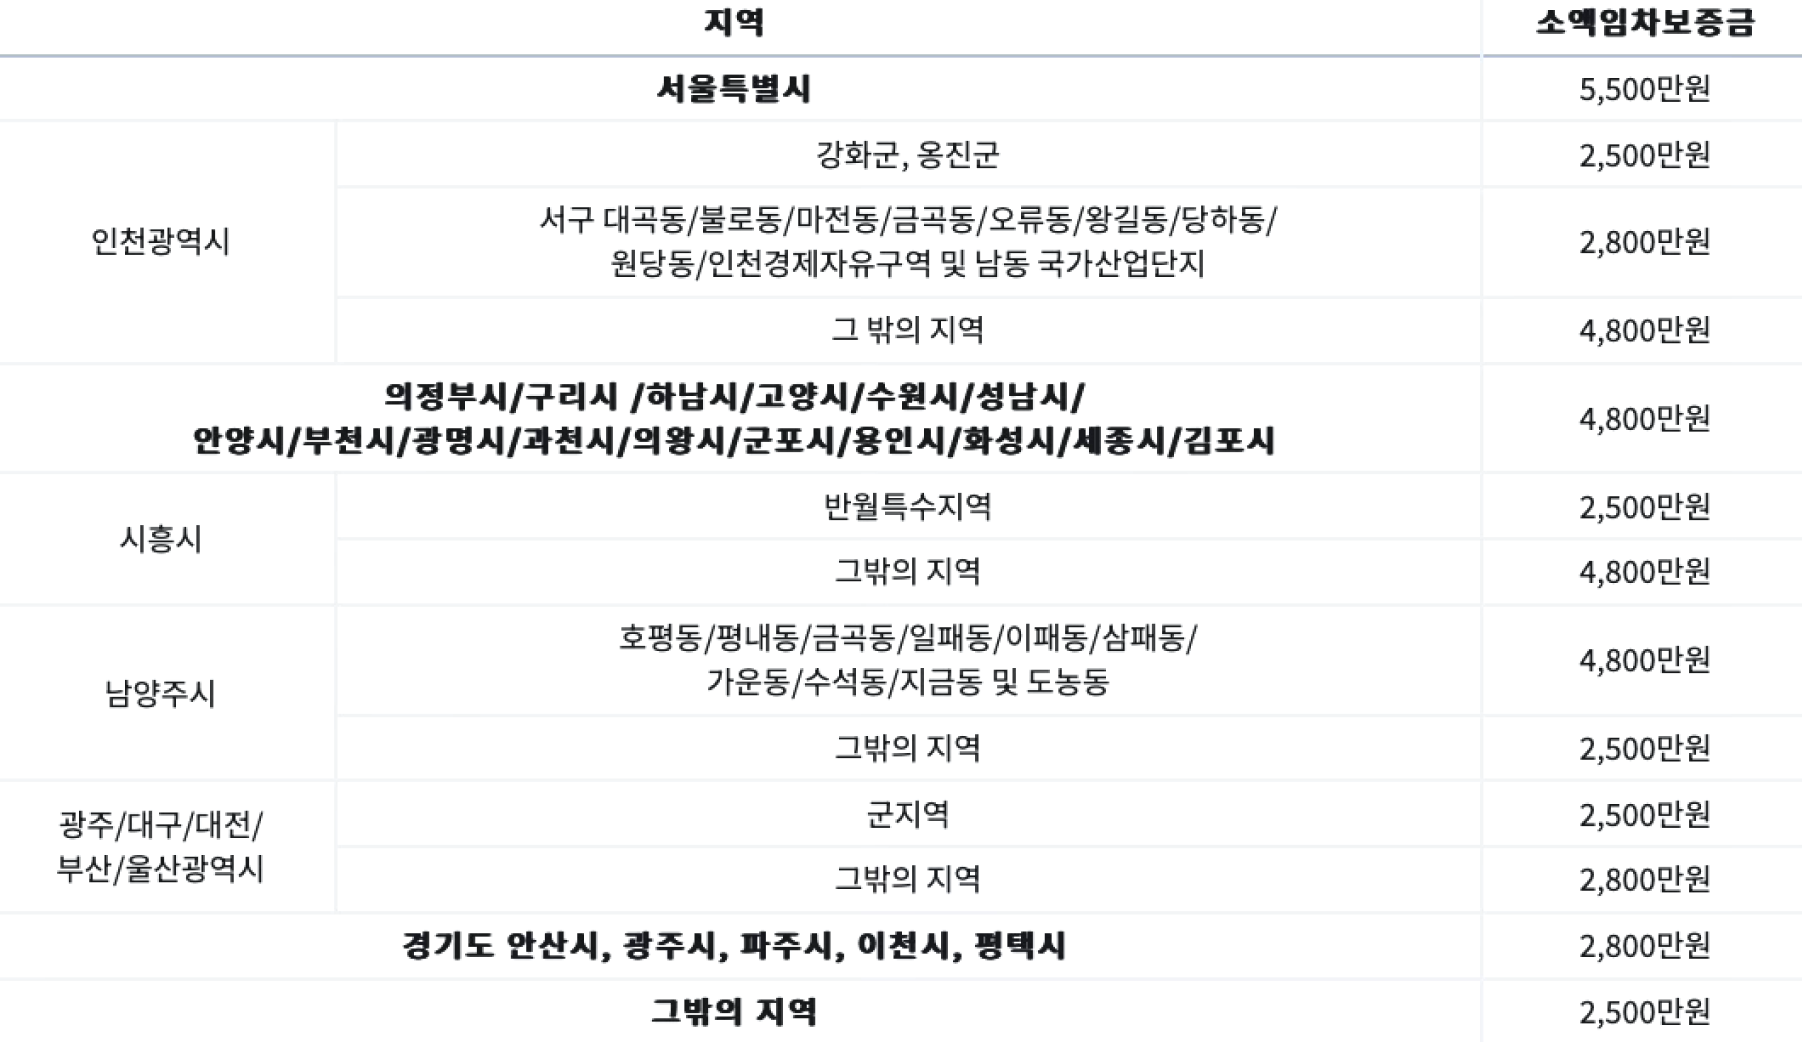 지역 소액임차보증금
서울특별시 5,500만원
인천광역시
강화군, 옹진군 2,500만원
서구 대곡동/불로동/마전동/금곡동/오류동/왕길동/당하동/
원당동/인천경제자유구역 및 남동 국가산업단지
2,800만원
그 밖의 지역 4,800만원
의정부시/구리시 /하남시/고양시/수원시/성남시/
안양시/부천시/광명시/과천시/의왕시/군포시/용인시/화성시/세종시/김포시
4,800만원
시흥시
반월특수지역 2,500만원
그밖의 지역 4,800만원
남양주시
호평동/평내동/금곡동/일패동/이패동/삼패동/
가운동/수석동/지금동 및 도농동
4,800만원
그밖의 지역 2,500만원
광주/대구/대전/
부산/울산광역시
군지역 2,500만원
그밖의 지역 2,800만원
경기도 안산시, 광주시, 파주시, 이천시, 평택시 2,800만원
그밖의 지역 2,500만원